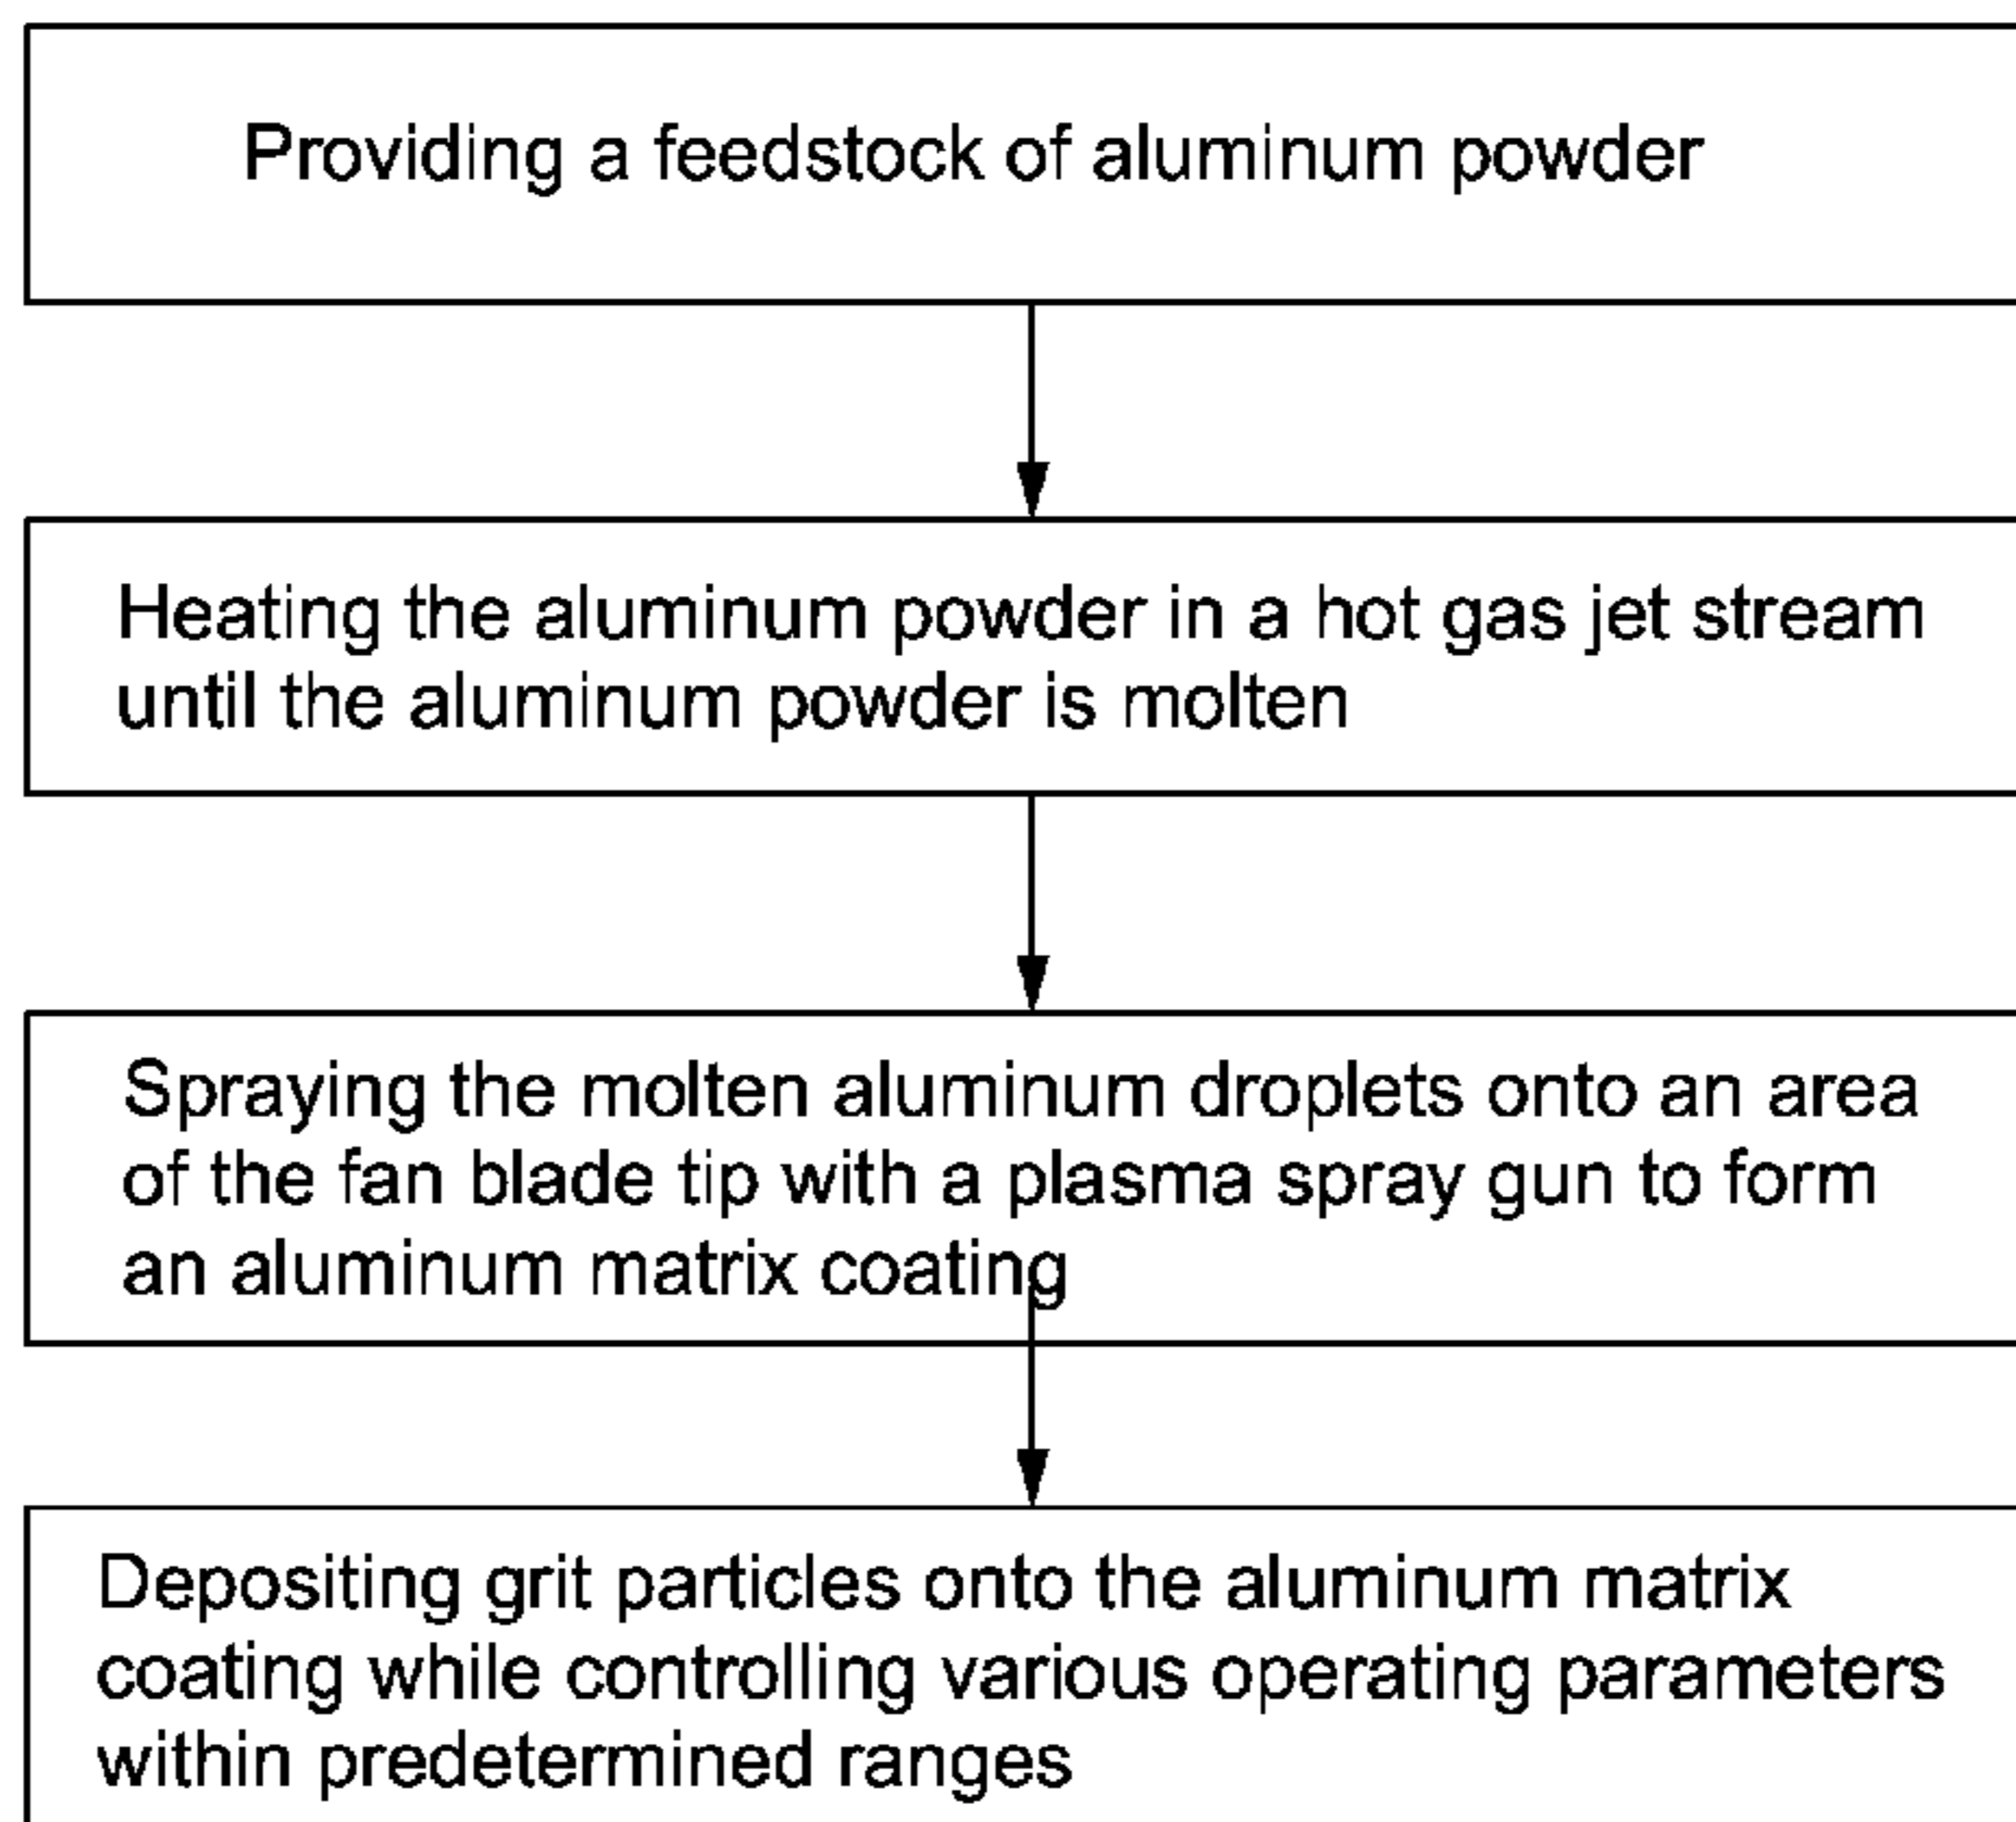 Providing a feedstock of aluminum powder
Heating the aluminum powder in a hot gas jet stream
until the aluminum powder is molten
Spraying the molten aluminum droplets onto an area
of the fan blade tip with a plasma spray gun to form
an aluminum matrix coating
Depositing grit particles onto the aluminum matrix
coating while controlling various operating parameters
within predetermined ranges